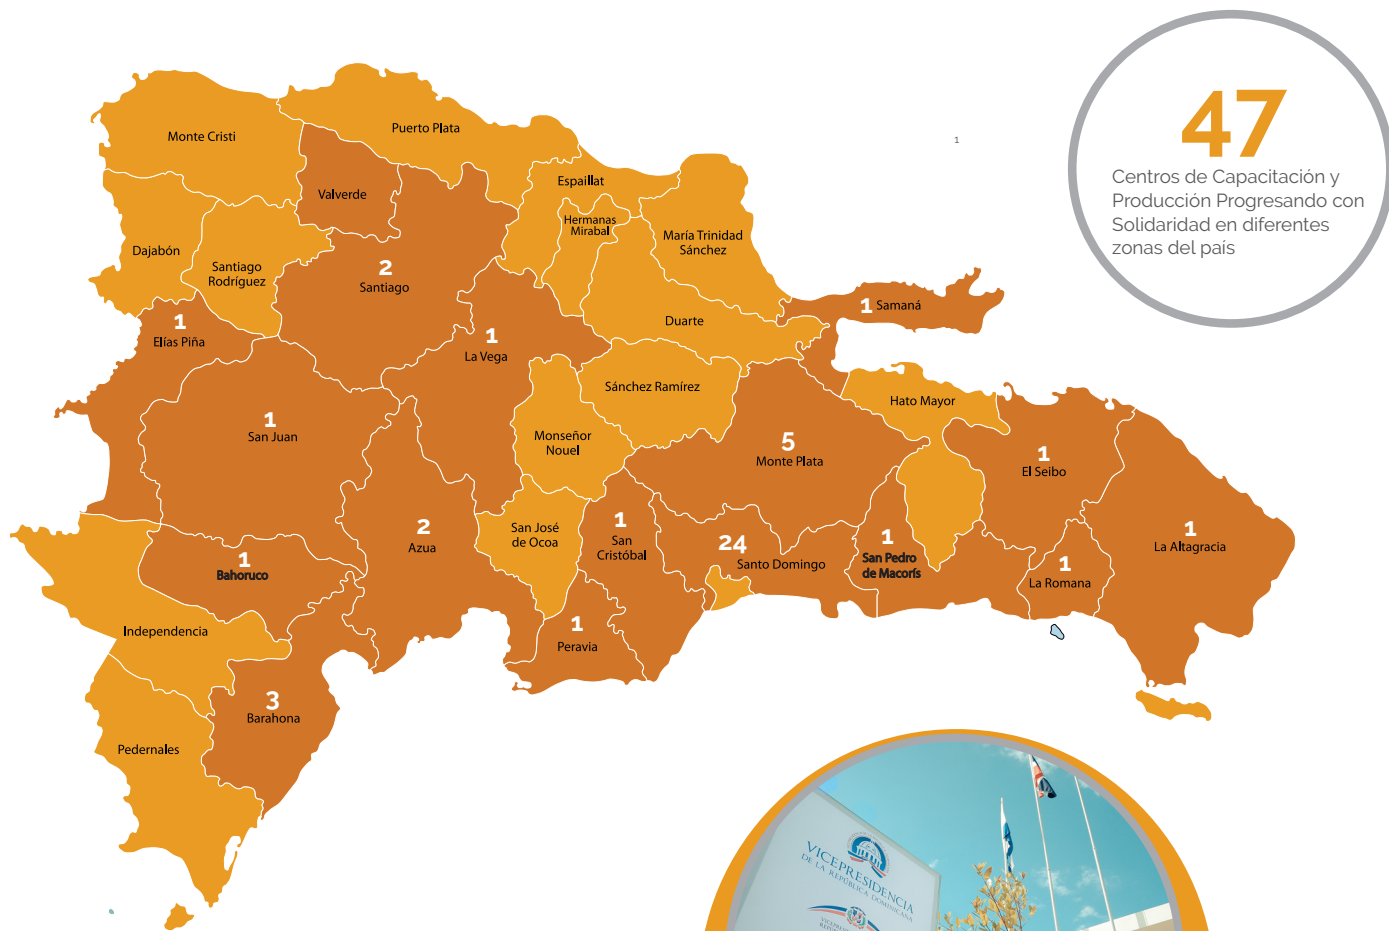 47
Centros de Capacitación y
Producción Progresando con
Solidaridad en diferentes
zonas del país
1
Monte Cristi
Puerto Plata
Valverde
Espaillat
Hermanas
Mirabal
María Trinidad
Sánchez
Dajabón
Santiago
Rodríguez
2
Santiago
1
Samaná
1
Elías Piña
1
La Vega
Duarte
Sánchez Ramírez
Hato Mayor
1
San Juan
Monseñor
Nouel
5
Monte Plata
1
El Seibo
2
Azua
San José
de Ocoa
1
San
Cristóbal
24
Santo Domingo
1
San Pedro
de Macorís
1
La Romana
1
La Altagracia
1
Bahoruco
Independencia
1
Peravia
3
Barahona
Pedernales
VICEPRESIDENCIA
DE LA REPÚBLICA DOMINICANA